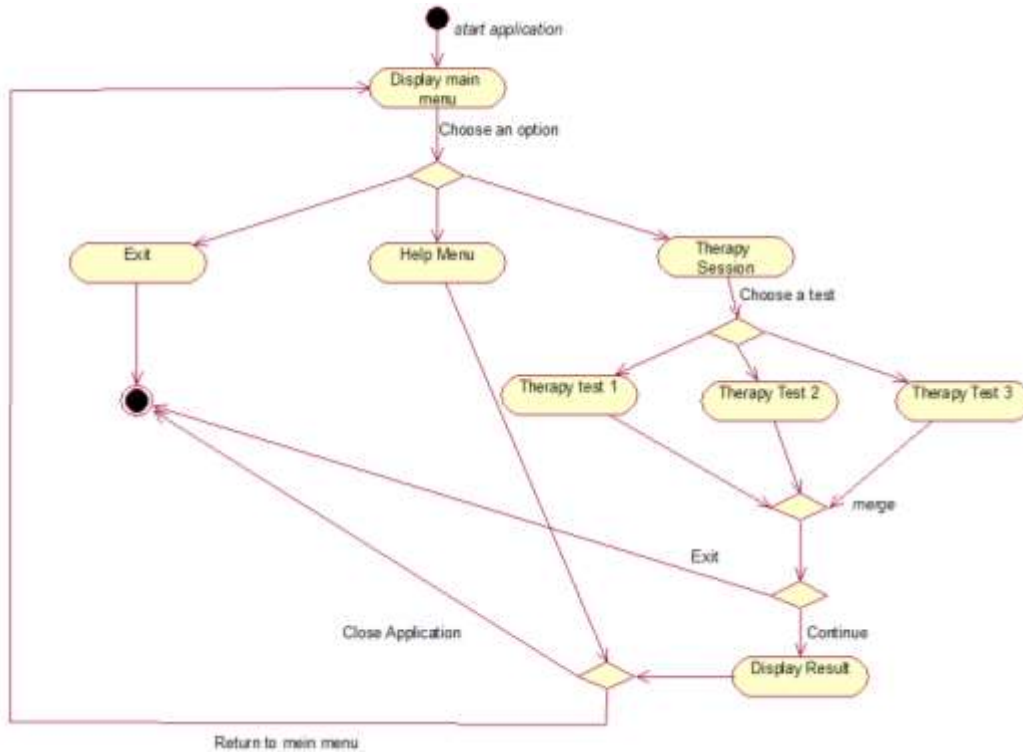 start application
Display main
menu
Choose an option
Exit
Help Menu
Therapy
Session
Choose a test
Therapy test 1
Therapy Test 2
Therapy Test 3
merge
Exit
Close Application
Continue
Display Result
Return to mein menu